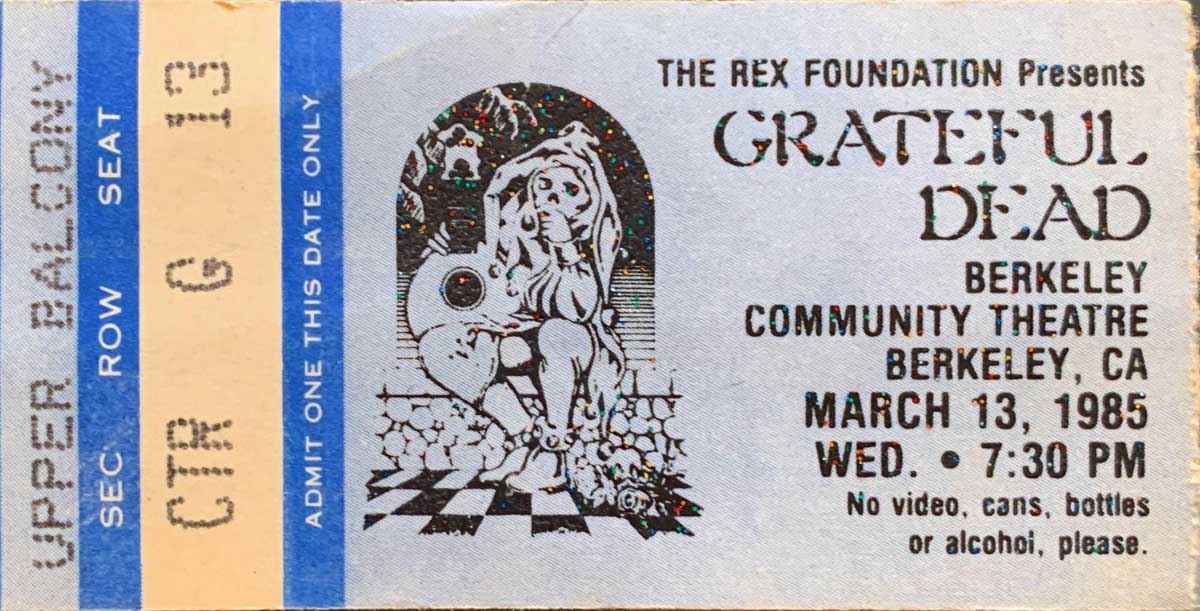 UPPER BALCONY
SEC ROW SEAT
CTR G 13
ADMIT ONE THIS DATE ONLY
THE REX FOUNDATION Presents
GRATEFUL
DEAD
BERKELEY
COMMUNITY THEATRE
BERKELEY, CA
MARCH 13, 1985
WED. • 7:30 PM
No video, cans, bottles
or alcohol, please.